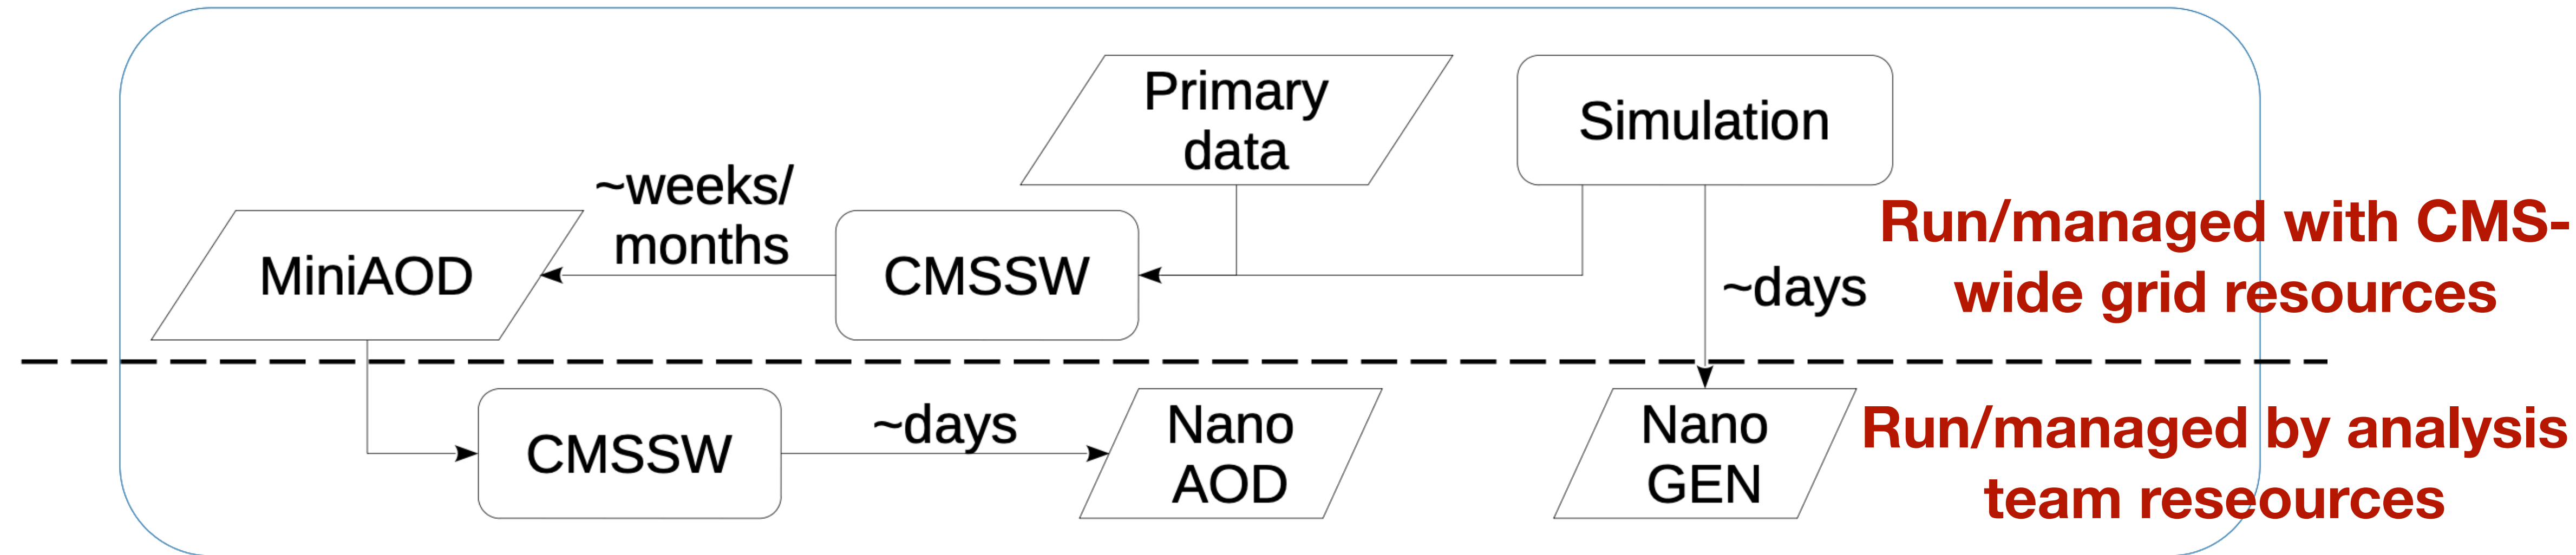 Primary
data
Simulation
~weeks/
months
MiniAOD
CMSSW
~days
Run/managed with CMS-
wide grid resources
CMSSW
~days
Nano
AOD
Nano
GEN
Run/managed by analysis
team reseources